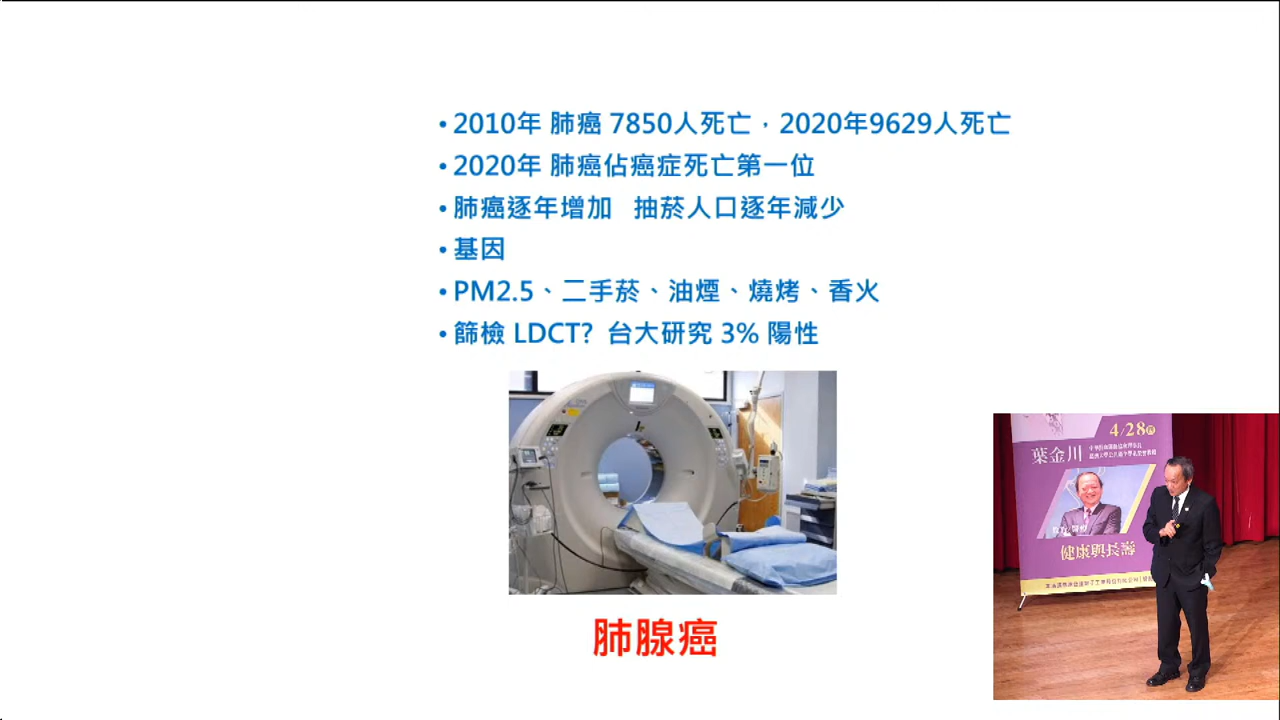 • 2010年 肺癌 7850人死亡，2020年9629人死亡
• 2020年 肺癌佔癌症死亡第一位
• 肺癌逐年增加 抽菸人口逐年減少
• 基因
• PM2.5、二手菸、油煙、燒烤、香火
• 篩檢 LDCT? 台大研究 3% 陽性
肺腺癌
4/28
葉金川
健康與長壽